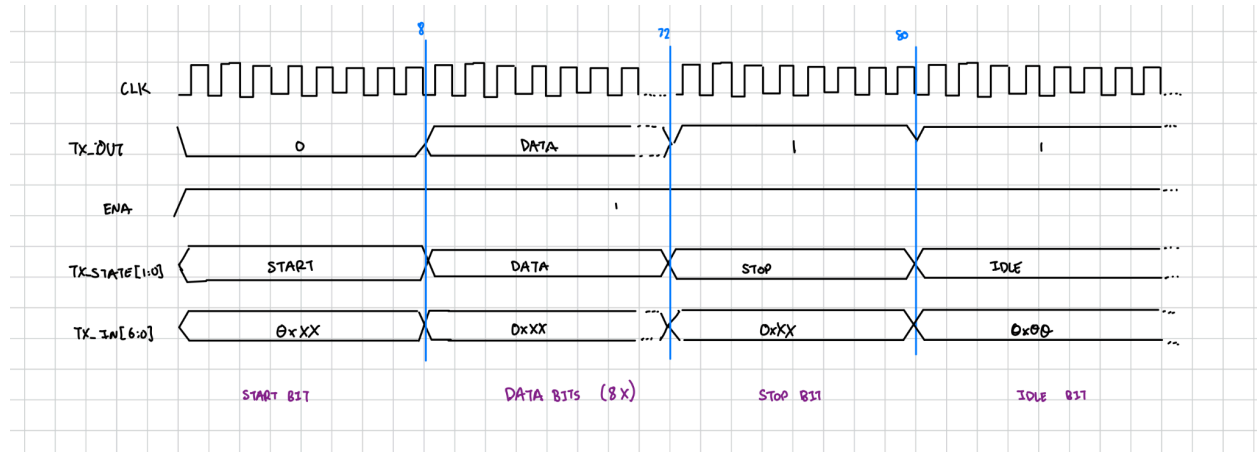 8 72 80
CLK
TX_OUT 0 DATA 1 1
ENA 1
TX_STATE[1:0] START DATA STOP IDLE
TX_IN[6:0] 0xXX 0xXX 0xXX 0x00
START BIT DATA BITS (8X) STOP BIT IDLE BIT